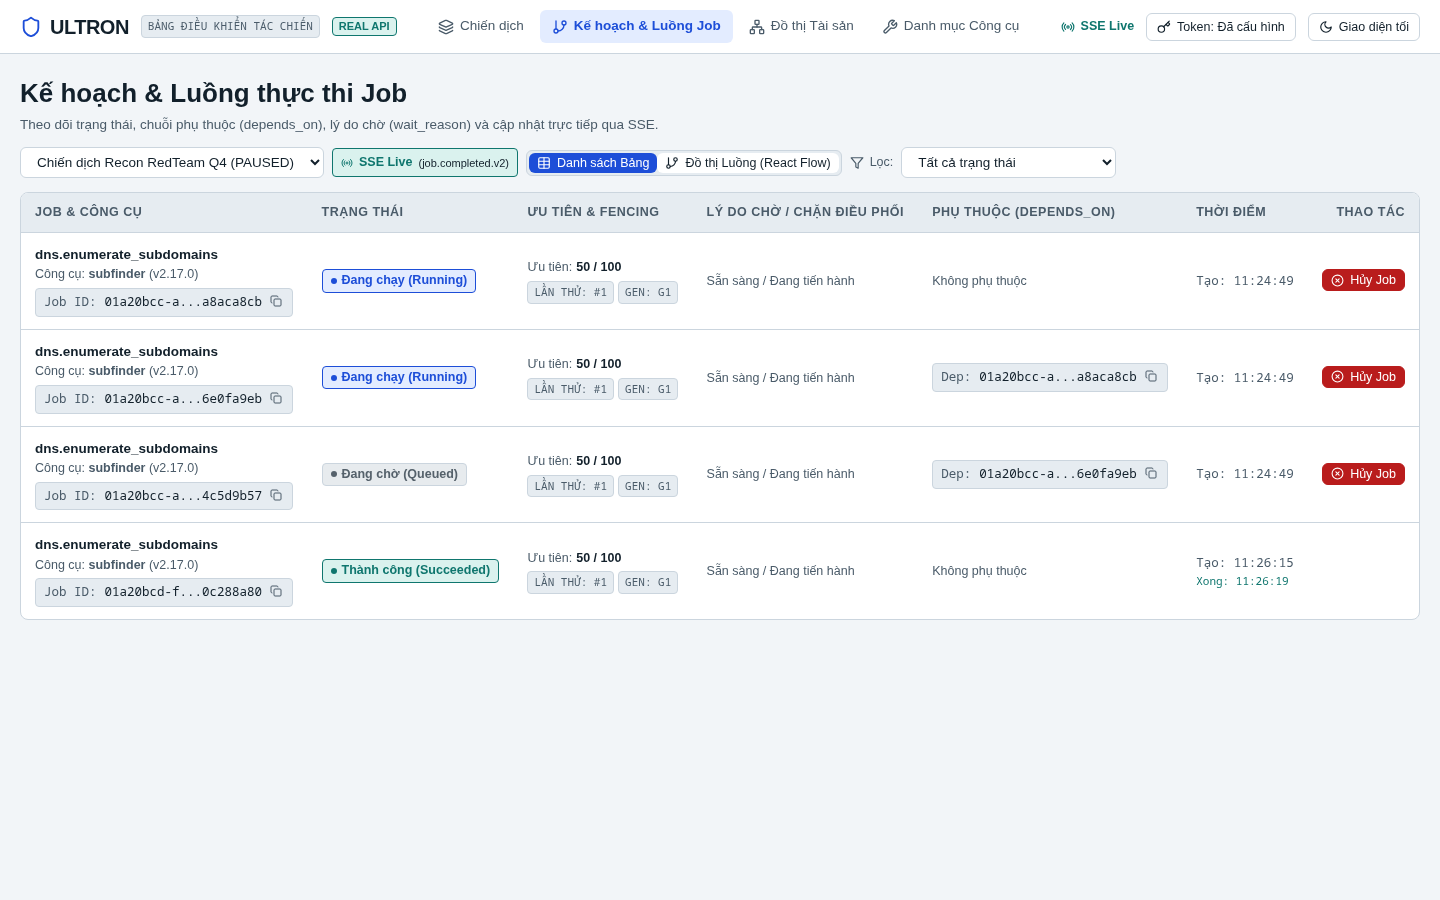 ULTRON BẢNG ĐIỀU KHIỂN TÁC CHIẾN REAL API Chiến dịch Kế hoạch & Luồng Job Đồ thị Tài sản Danh mục Công cụ SSE Live Token: Đã cấu hình Giao diện tối
Kế hoạch & Luồng thực thi Job
Theo dõi trạng thái, chuỗi phụ thuộc (depends_on), lý do chờ (wait_reason) và cập nhật trực tiếp qua SSE.
Chiến dịch Recon RedTeam Q4 (PAUSED) SSE Live (job.completed.v2) Danh sách Bảng Đồ thị Luồng (React Flow) Lọc: Tất cả trạng thái
JOB & CÔNG CỤ TRẠNG THÁI ƯU TIÊN & FENCING LÝ DO CHỜ / CHẶN ĐIỀU PHỐI PHỤ THUỘC (DEPENDS_ON) THỜI ĐIỂM THAO TÁC
dns.enumerate_subdomains
Công cụ: subfinder (v2.17.0)
Job ID: 01a20bcc-a...a8aca8cb
Đang chạy (Running)
Ưu tiên: 50 / 100
LẦN THỬ: #1 GEN: G1
Sẵn sàng / Đang tiến hành
Không phụ thuộc
Tạo: 11:24:49
Hủy Job
dns.enumerate_subdomains
Công cụ: subfinder (v2.17.0)
Job ID: 01a20bcc-a...6e0fa9eb
Đang chạy (Running)
Ưu tiên: 50 / 100
LẦN THỬ: #1 GEN: G1
Sẵn sàng / Đang tiến hành
Dep: 01a20bcc-a...a8aca8cb
Tạo: 11:24:49
Hủy Job
dns.enumerate_subdomains
Công cụ: subfinder (v2.17.0)
Job ID: 01a20bcc-a...4c5d9b57
Đang chờ (Queued)
Ưu tiên: 50 / 100
LẦN THỬ: #1 GEN: G1
Sẵn sàng / Đang tiến hành
Dep: 01a20bcc-a...6e0fa9eb
Tạo: 11:24:49
Hủy Job
dns.enumerate_subdomains
Công cụ: subfinder (v2.17.0)
Job ID: 01a20bcd-f...0c288a80
Thành công (Succeeded)
Ưu tiên: 50 / 100
LẦN THỬ: #1 GEN: G1
Sẵn sàng / Đang tiến hành
Không phụ thuộc
Tạo: 11:26:15
Xong: 11:26:19